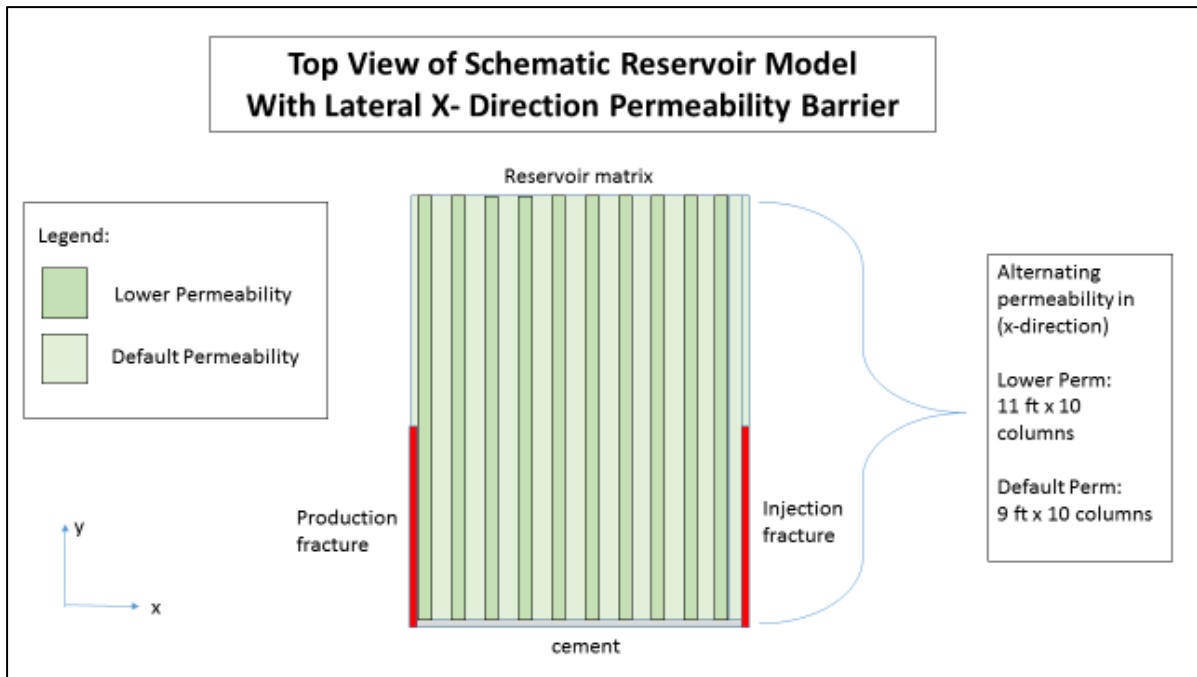 Top View of Schematic Reservoir Model
With Lateral X- Direction Permeability Barrier
Reservoir matrix
Legend:
Lower Permeability
Default Permeability
Alternating
permeability in
(x-direction)
Lower Perm:
11 ft x 10
columns
Default Perm:
9 ft x 10 columns
Production
fracture
Injection
fracture
y
x
cement